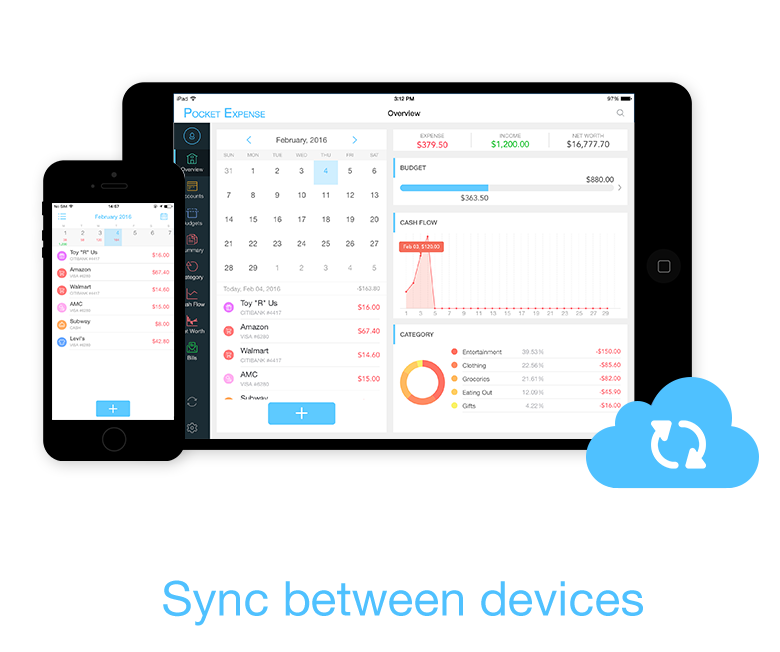 iPad 3:12 PM 97%
POCKET EXPENSE Overview
Overview
Accounts
Budgets
Summary
Category
Cash Flow
Net Worth
Bills
February, 2016
SUN MON TUE WED THU FRI SAT
31 1 2 3 4 5 6
7 8 9 10 11 12 13
14 15 16 17 18 19 20
21 22 23 24 25 26 27
28 29 1 2 3 4 5
Today, Feb 04, 2016 -$163.80
Toy "R" Us $16.00
CITIBANK #4417
Amazon $67.40
VISA #6280
Walmart $14.60
CITIBANK #4417
AMC $15.00
VISA #6280
Subway
+
EXPENSE INCOME NET WORTH
$379.50 $1,200.00 $16,777.70
BUDGET
$880.00
$363.50
CASH FLOW
Feb 03, $120.00
1 3 5 7 9 11 13 15 17 19 21 23 25 27 29
CATEGORY
Entertainment 39.53% -$150.00
Clothing 22.56% -$85.60
Groceries 21.61% -$82.00
Eating Out 12.09% -$45.90
Gifts 4.22% -$16.00
No SIM 14:57
February 2016
1 2 3 4 5 6 7
Toy "R" Us $16.00
CITIBANK #4417
Amazon $67.40
VISA #6280
Walmart $14.60
CITIBANK #4417
AMC $15.00
VISA #6280
Subway $8.00
CASH
Levi's $42.80
VISA #6280
+
Sync between devices